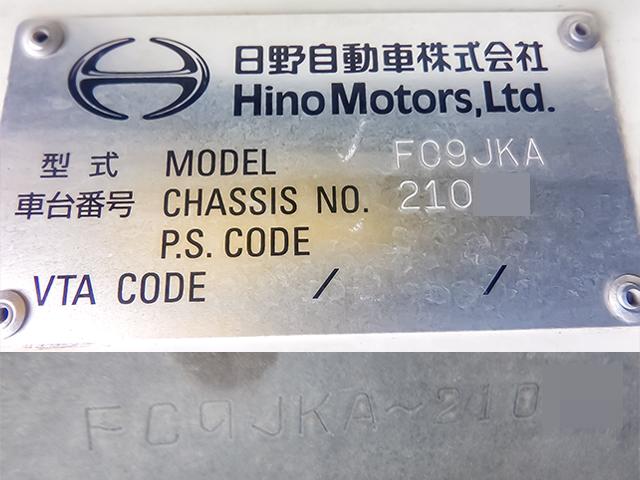 日野自動車株式会社
Hino Motors, Ltd.
型式 MODEL FC9JKA
車台番号 CHASSIS NO. 210
P.S. CODE
VTA CODE / /
FC9JKA~210